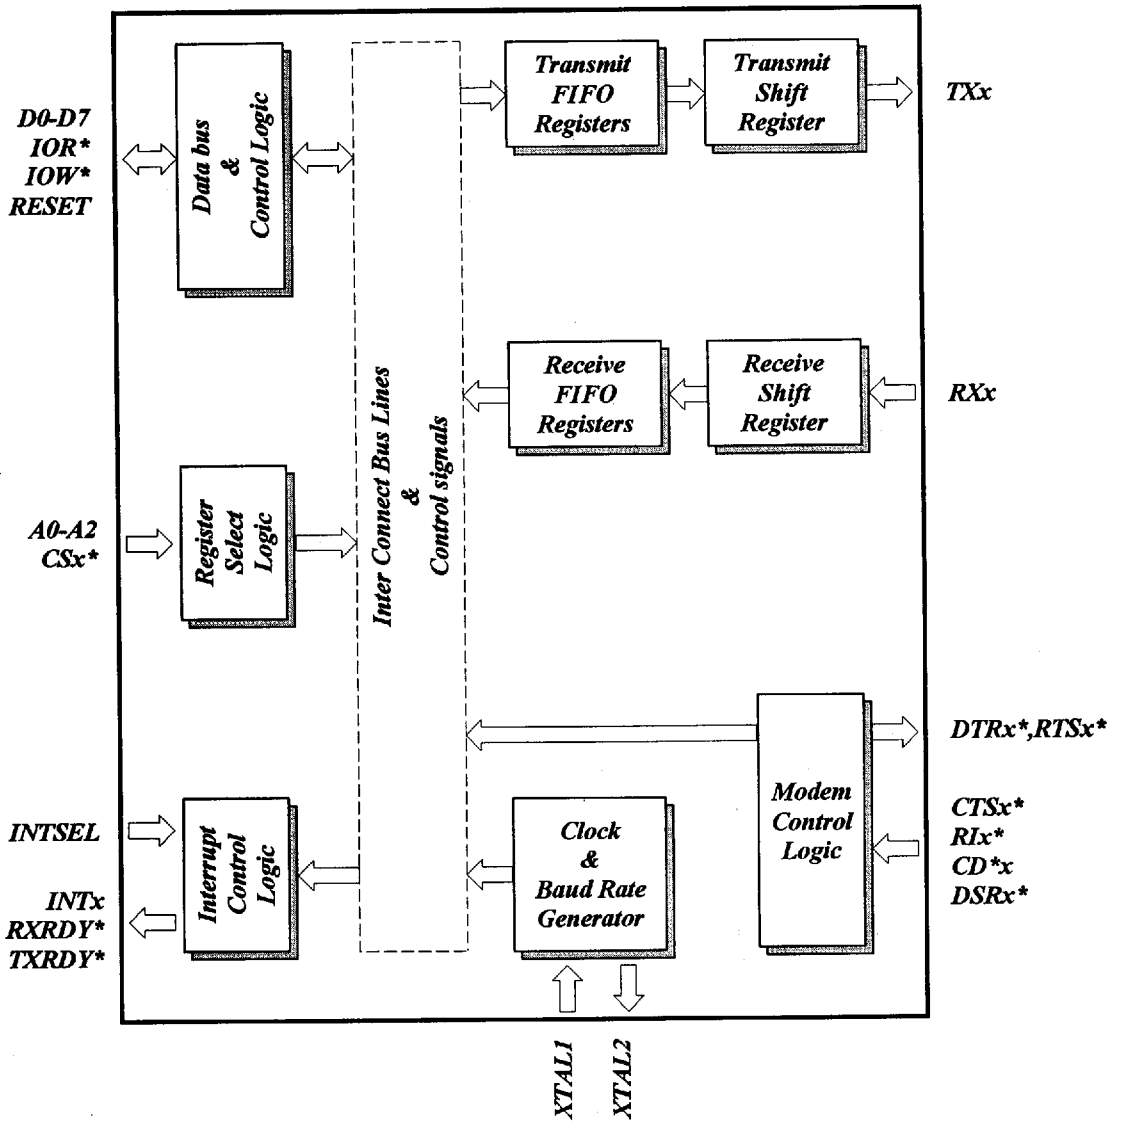 D0-D7
IOR*
IOW*
RESET
Data bus
&
Control Logic
Transmit
FIFO
Registers
Transmit
Shift
Register
TXx
Inter Connect Bus Lines
&
Control signals
Receive
FIFO
Registers
Receive
Shift
Register
RXx
A0-A2
CSx*
Register
Select
Logic
DTRx*,RTSx*
Modem
Control
Logic
CTSx*
RIx*
CD*x
DSRx*
INTSEL
INTx
RXRDY*
TXRDY*
Interrupt
Control
Logic
Clock
&
Baud Rate
Generator
XTAL1
XTAL2